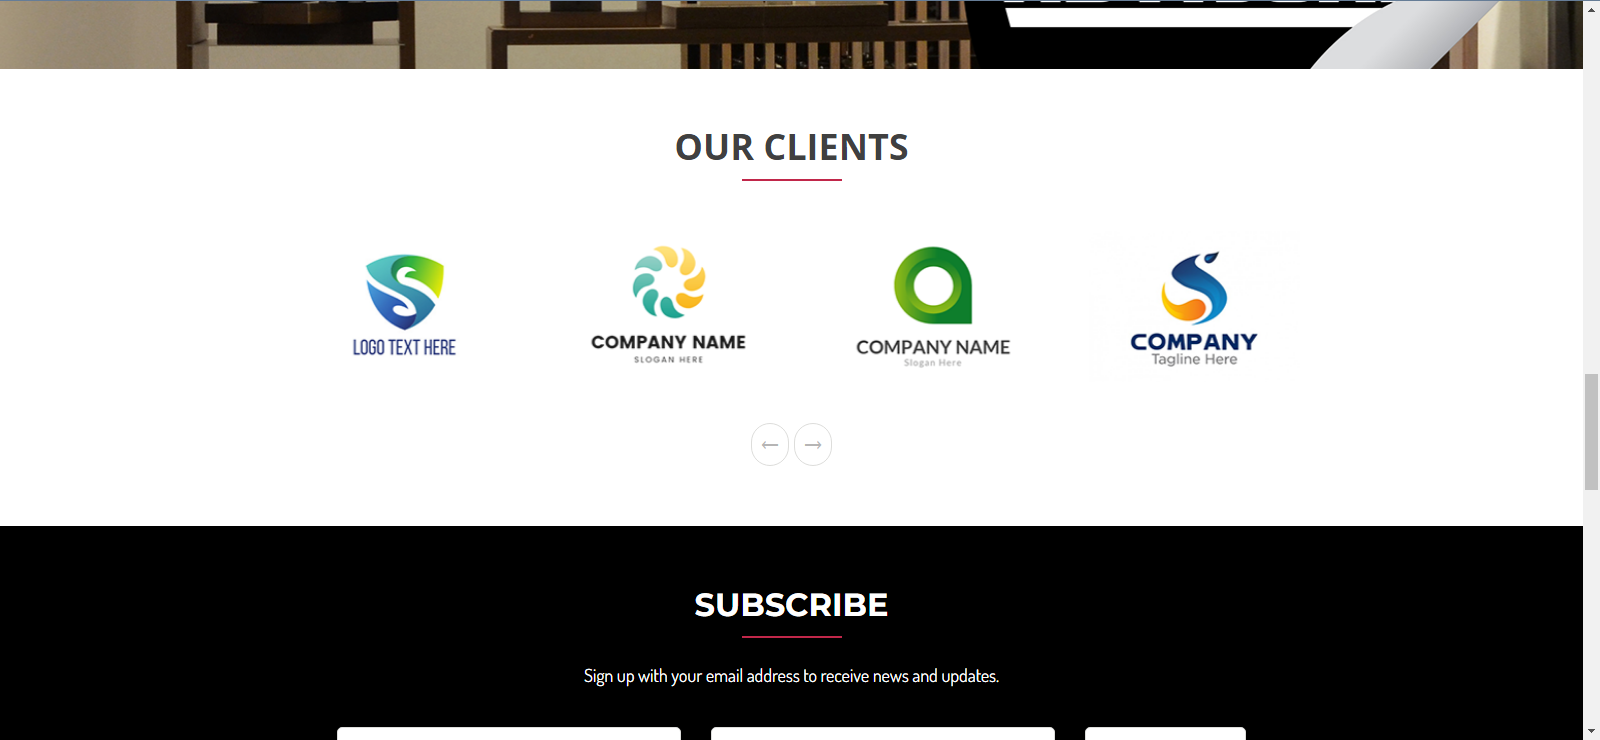 OUR CLIENTS
LOGO TEXT HERE
COMPANY NAME
SLOGAN HERE
COMPANY NAME
Slogan Here
COMPANY
Tagline Here
SUBSCRIBE
Sign up with your email address to receive news and updates.